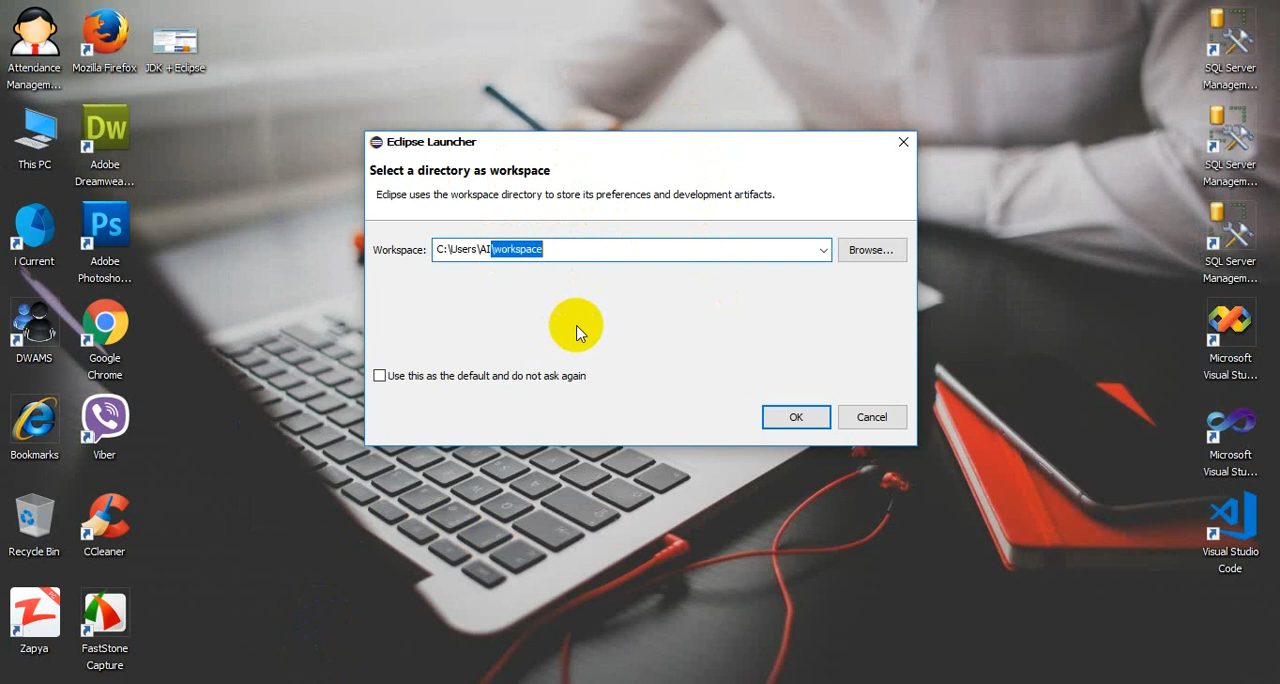 Attendance
Managem...
Mozilla Firefox
JDK + Eclipse
This PC
Dw
Adobe
Dreamwea...
i Current
Ps
Adobe
Photosho...
DWAMS
Google
Chrome
Bookmarks
Viber
Recycle Bin
CCleaner
Zapya
FastStone
Capture
Eclipse Launcher
Select a directory as workspace
Eclipse uses the workspace directory to store its preferences and development artifacts.
Workspace: C:\Users\AI\workspace Browse...
Use this as the default and do not ask again
OK Cancel
SQL Server
Managem...
SQL Server
Managem...
SQL Server
Managem...
Microsoft
Visual Stu...
Microsoft
Visual Stu...
Visual Studio
Code